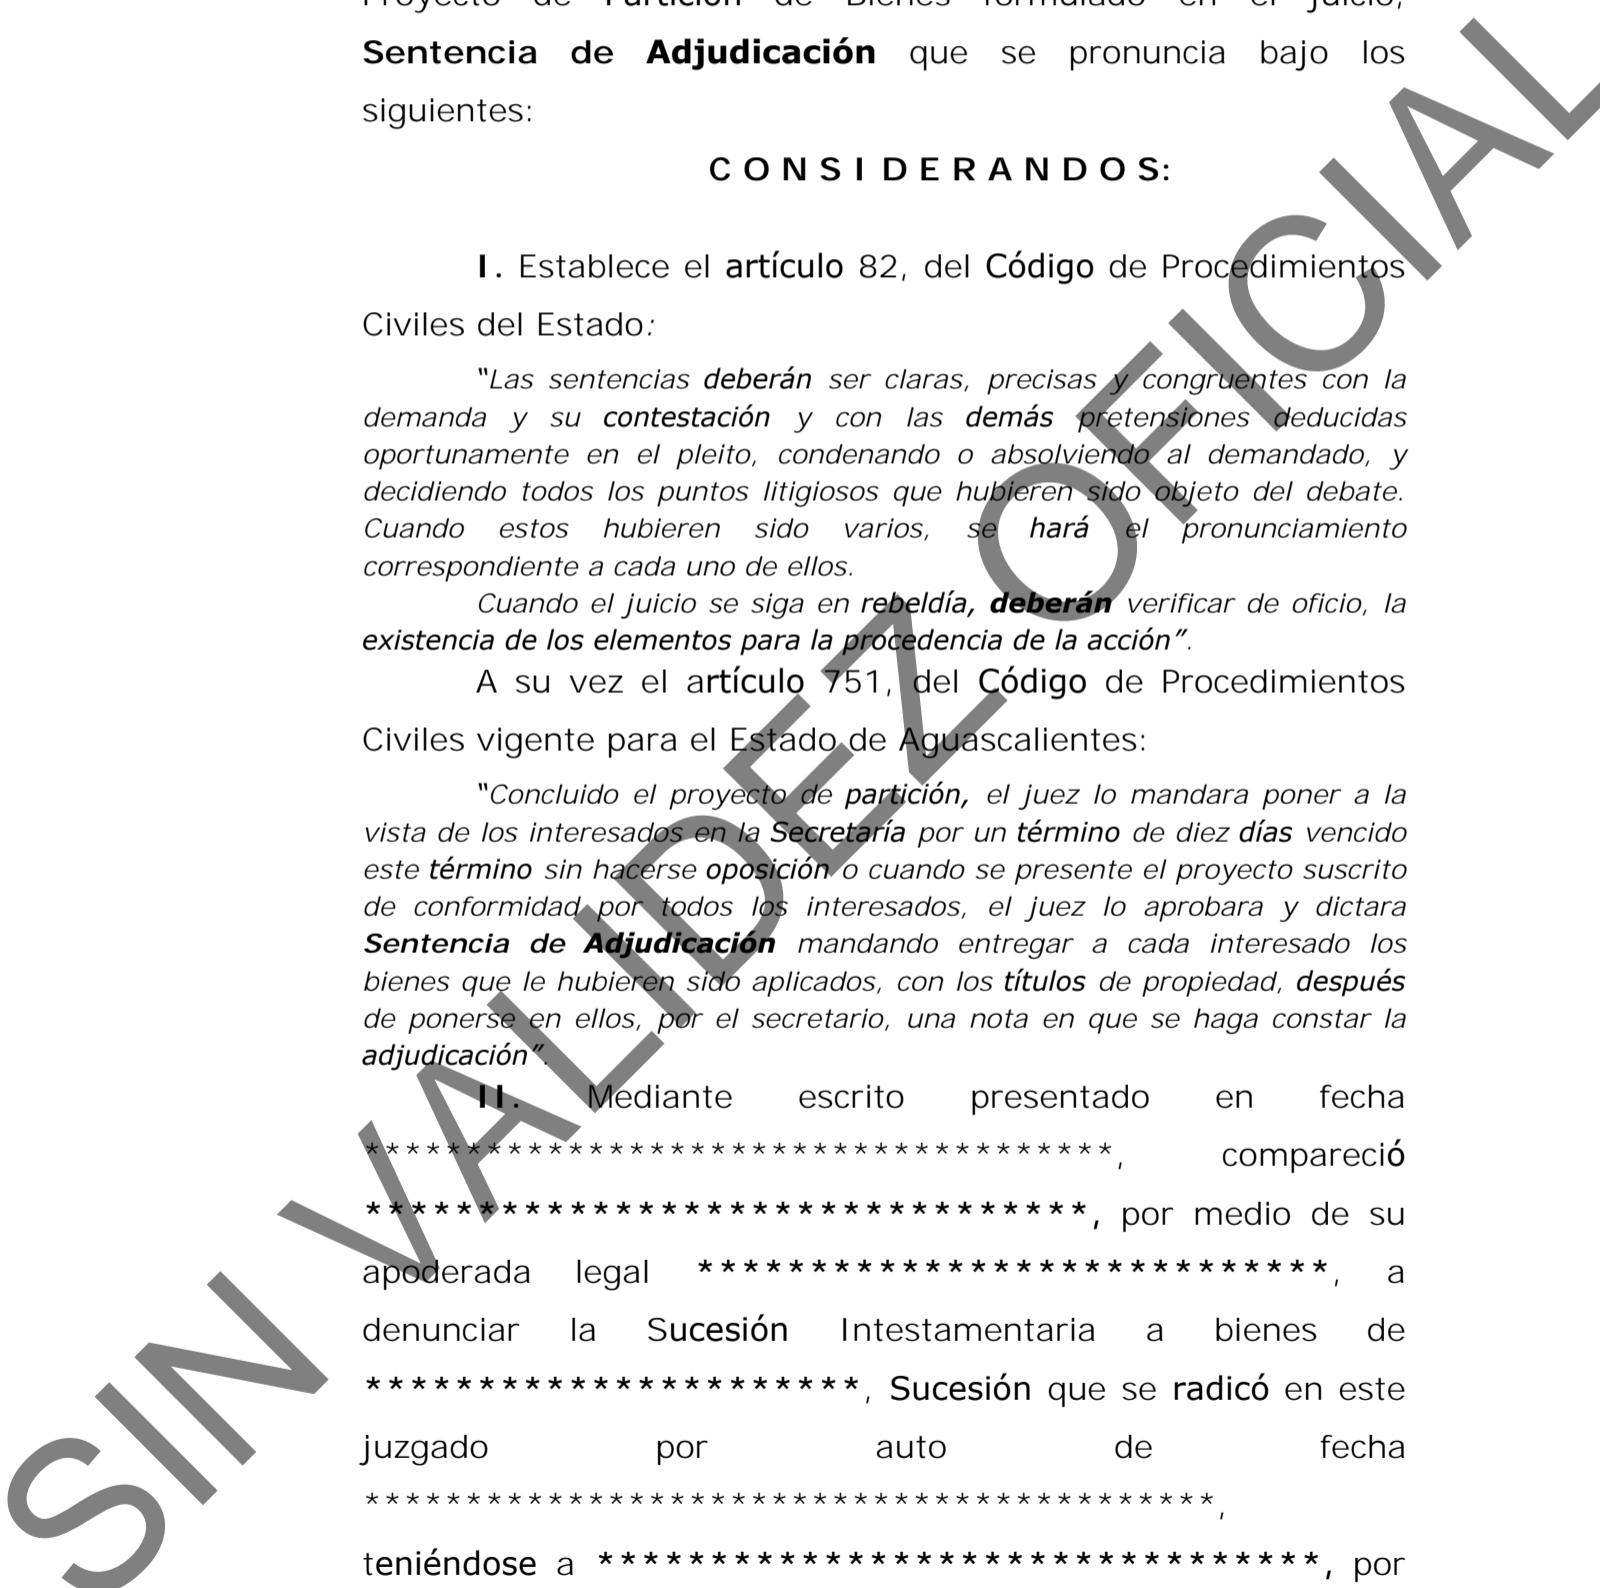 Proyecto de Partición de Bienes formulado en el juicio,
Sentencia de Adjudicación que se pronuncia bajo los
siguientes:
C O N S I D E R A N D O S:
I. Establece el artículo 82, del Código de Procedimientos
Civiles del Estado:
"Las sentencias deberán ser claras, precisas y congruentes con la
demanda y su contestación y con las demás pretensiones deducidas
oportunamente en el pleito, condenando o absolviendo al demandado, y
decidiendo todos los puntos litigiosos que hubieren sido objeto del debate.
Cuando estos hubieren sido varios, se hará el pronunciamiento
correspondiente a cada uno de ellos.
Cuando el juicio se siga en rebeldía, deberán verificar de oficio, la
existencia de los elementos para la procedencia de la acción".
A su vez el artículo 751, del Código de Procedimientos
Civiles vigente para el Estado de Aguascalientes:
"Concluido el proyecto de partición, el juez lo mandara poner a la
vista de los interesados en la Secretaría por un término de diez días vencido
este término sin hacerse oposición o cuando se presente el proyecto suscrito
de conformidad por todos los interesados, el juez lo aprobara y dictara
Sentencia de Adjudicación mandando entregar a cada interesado los
bienes que le hubieren sido aplicados, con los títulos de propiedad, después
de ponerse en ellos, por el secretario, una nota en que se haga constar la
adjudicación".
II. Mediante escrito presentado en fecha
*************************************, compareció
********************************, por medio de su
apoderada legal ****************************, a
denunciar la Sucesión Intestamentaria a bienes de
**********************, Sucesión que se radicó en este
juzgado por auto de fecha
******************************************,
teniéndose a ********************************, por
SIN VALIDEZ OFICIAL